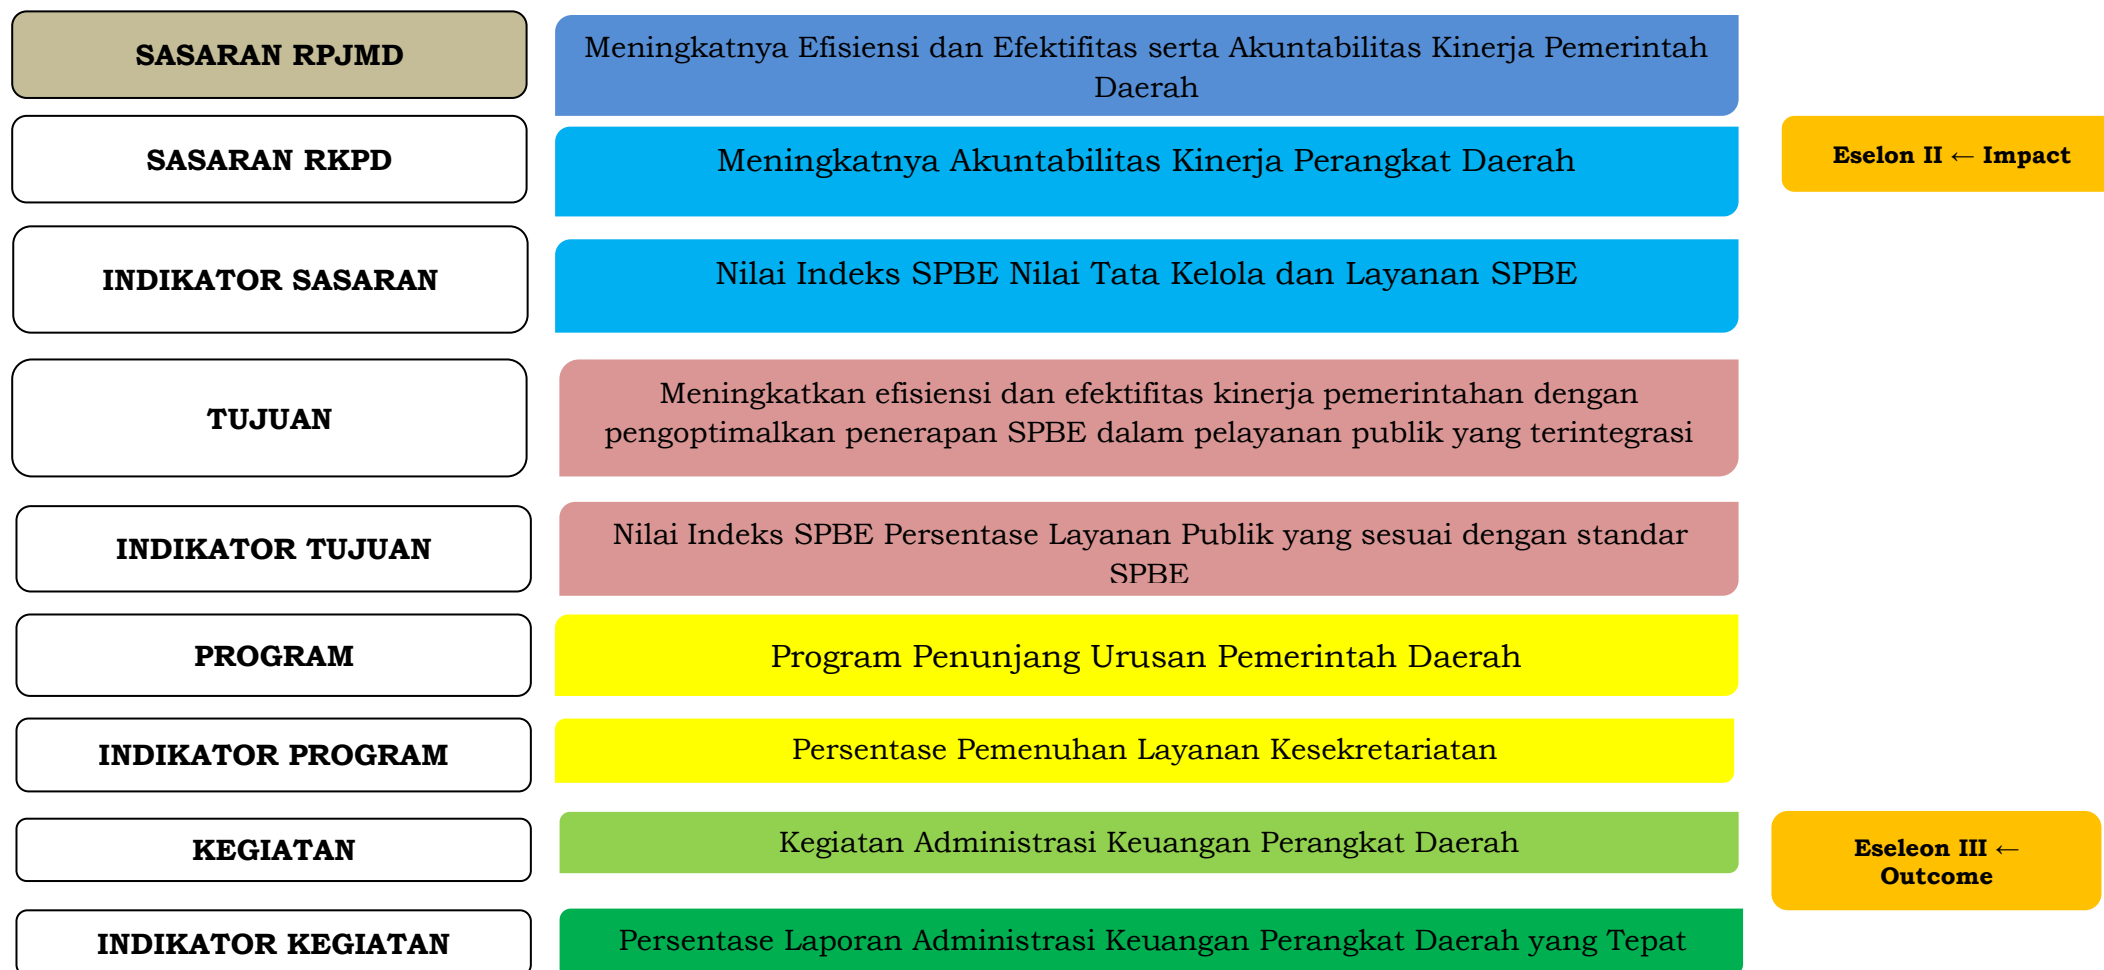 SASARAN RPJMD
Meningkatnya Efisiensi dan Efektifitas serta Akuntabilitas Kinerja Pemerintah
Daerah
SASARAN RKPD
Meningkatnya Akuntabilitas Kinerja Perangkat Daerah
Eselon II ← Impact
INDIKATOR SASARAN
Nilai Indeks SPBE Nilai Tata Kelola dan Layanan SPBE
TUJUAN
Meningkatkan efisiensi dan efektifitas kinerja pemerintahan dengan
pengoptimalkan penerapan SPBE dalam pelayanan publik yang terintegrasi
INDIKATOR TUJUAN
Nilai Indeks SPBE Persentase Layanan Publik yang sesuai dengan standar
SPBE
PROGRAM
Program Penunjang Urusan Pemerintah Daerah
INDIKATOR PROGRAM
Persentase Pemenuhan Layanan Kesekretariatan
KEGIATAN
Kegiatan Administrasi Keuangan Perangkat Daerah
Eseleon III ←
Outcome
INDIKATOR KEGIATAN
Persentase Laporan Administrasi Keuangan Perangkat Daerah yang Tepat